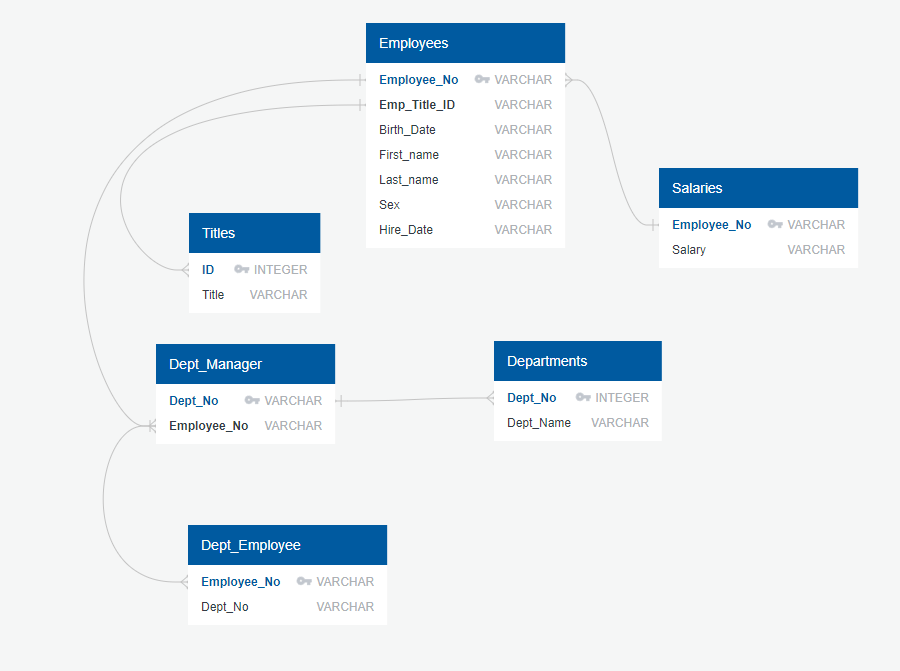 Employees
Employee_No VARCHAR
Emp_Title_ID VARCHAR
Birth_Date VARCHAR
First_name VARCHAR
Last_name VARCHAR
Sex VARCHAR
Hire_Date VARCHAR
Salaries
Employee_No VARCHAR
Salary VARCHAR
Titles
ID INTEGER
Title VARCHAR
Dept_Manager
Dept_No VARCHAR
Employee_No VARCHAR
Departments
Dept_No INTEGER
Dept_Name VARCHAR
Dept_Employee
Employee_No VARCHAR
Dept_No VARCHAR